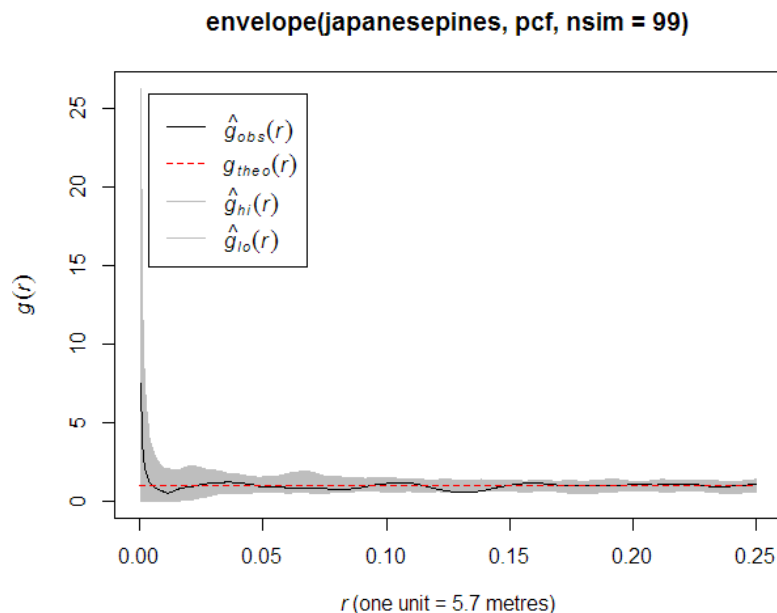 envelope(japanesepines, pcf, nsim = 99)
ĝobs(r)
gtheo(r)
ĝhi(r)
ĝlo(r)
g(r)
25
20
15
10
5
0
0.00 0.05 0.10 0.15 0.20 0.25
r (one unit = 5.7 metres)